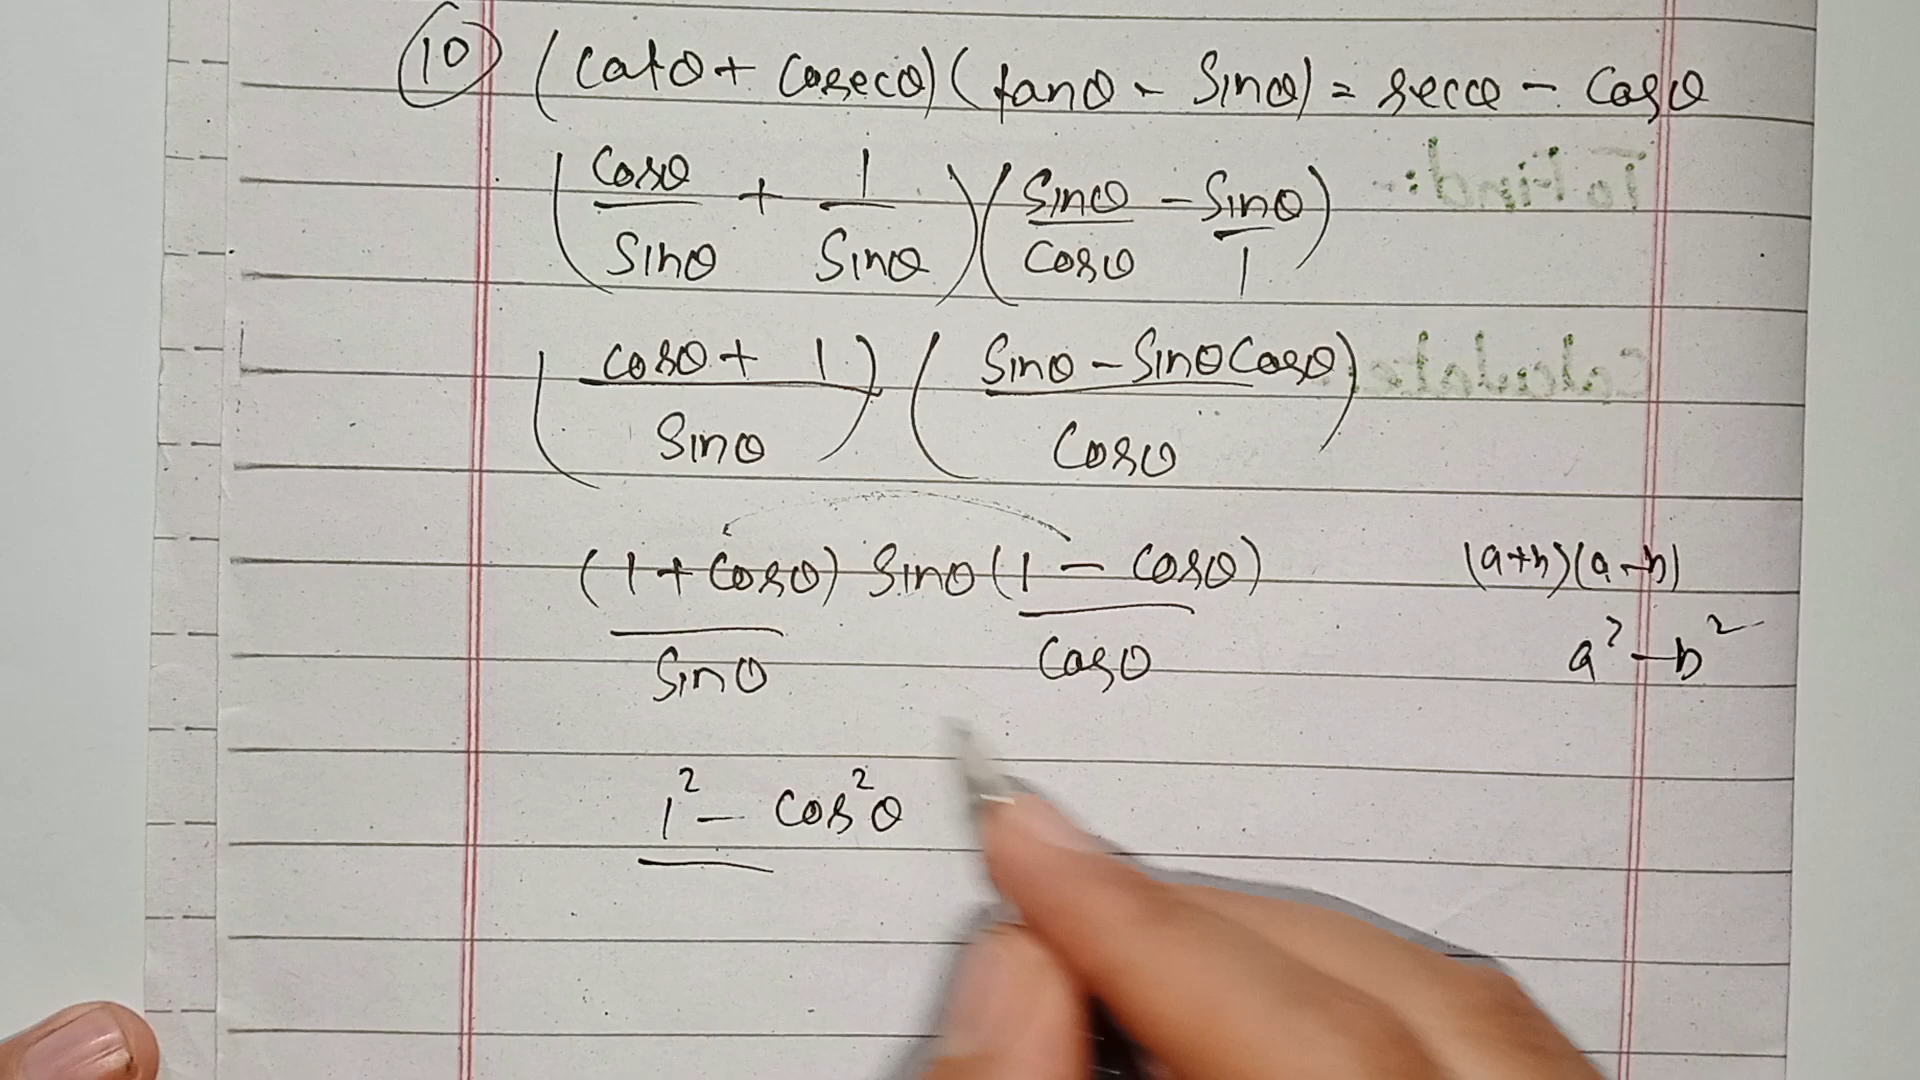 10 (cotθ + cosecθ)(tanθ - sinθ) = secθ - cosθ
(cosθ/sinθ + 1/sinθ)(sinθ/cosθ - sinθ/1)
To Find:-
(cosθ + 1/sinθ)(sinθ - sinθcosθ/cosθ)
Calculate
(1 + cosθ)/sinθ sinθ(1 - cosθ)/cosθ
(a+b)(a-b)
a² - b²
1² - cos²θ